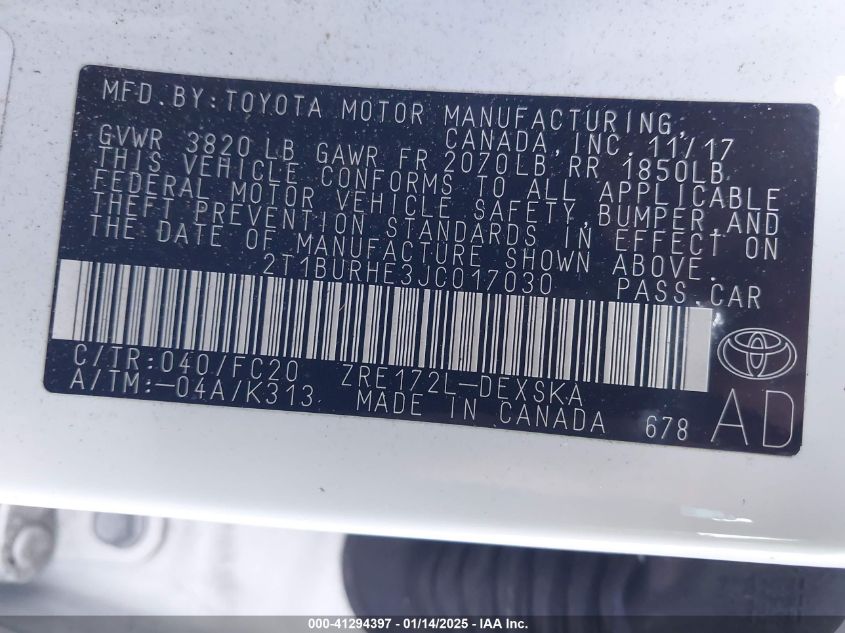 MFD.BY:TOYOTA MOTOR MANUFACTURING,
CANADA,INC. 11/17
GVWR 3820 LB GAWR FR 2070LB RR 1850LB
THIS VEHICLE CONFORMS TO ALL APPLICABLE
FEDERAL MOTOR VEHICLE SAFETY,BUMPER,AND
THEFT PREVENTION STANDARDS IN EFFECT ON
THE DATE OF MANUFACTURE SHOWN ABOVE.
2T1BURHE3JC017030 PASS.CAR
C/TR:040/FC20 ZRE172L-DEXSKA
A/TM:-04A/K313 MADE IN CANADA 678 AD
000-41294397 - 01/14/2025 - IAA Inc.